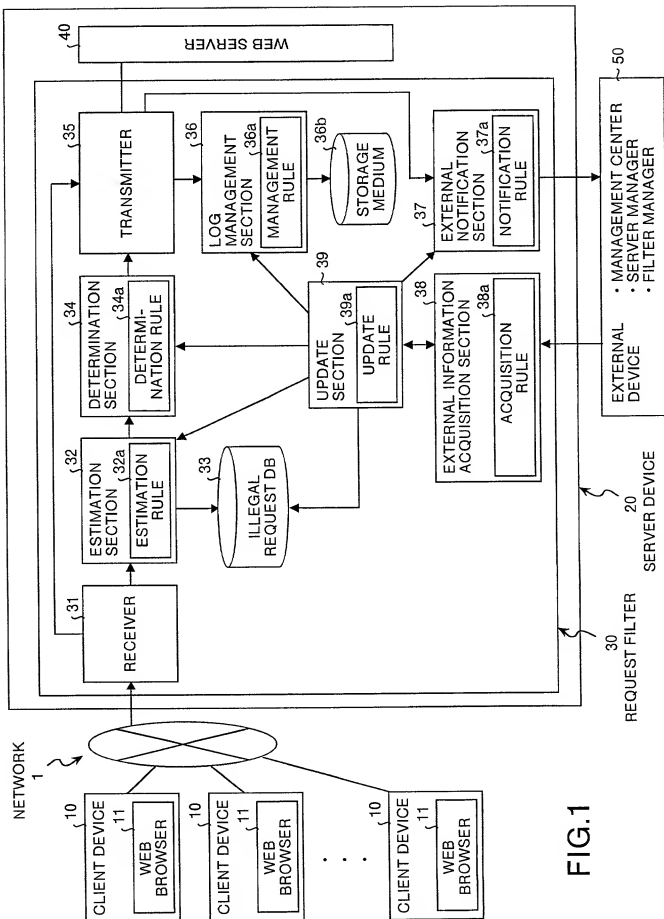 NETWORK
1
10
CLIENT DEVICE
11
WEB
BROWSER
10
CLIENT DEVICE
11
WEB
BROWSER
. . .
10
CLIENT DEVICE
11
WEB
BROWSER
31
RECEIVER
32
ESTIMATION
SECTION
32a
ESTIMATION
RULE
33
ILLEGAL
REQUEST DB
34
DETERMINATION
SECTION
34a
DETERMI-
NATION RULE
35
TRANSMITTER
40
WEB SERVER
36
LOG
MANAGEMENT
SECTION
36a
MANAGEMENT
RULE
36b
STORAGE
MEDIUM
39
UPDATE
SECTION
39a
UPDATE RULE
37
EXTERNAL
NOTIFICATION
SECTION
37a
NOTIFICATION
RULE
38
EXTERNAL INFORMATION
ACQUISITION SECTION
38a
ACQUISITION
RULE
50
EXTERNAL
DEVICE
• MANAGEMENT CENTER
• SERVER MANAGER
• FILTER MANAGER
30
REQUEST FILTER
20
SERVER DEVICE
FIG.1